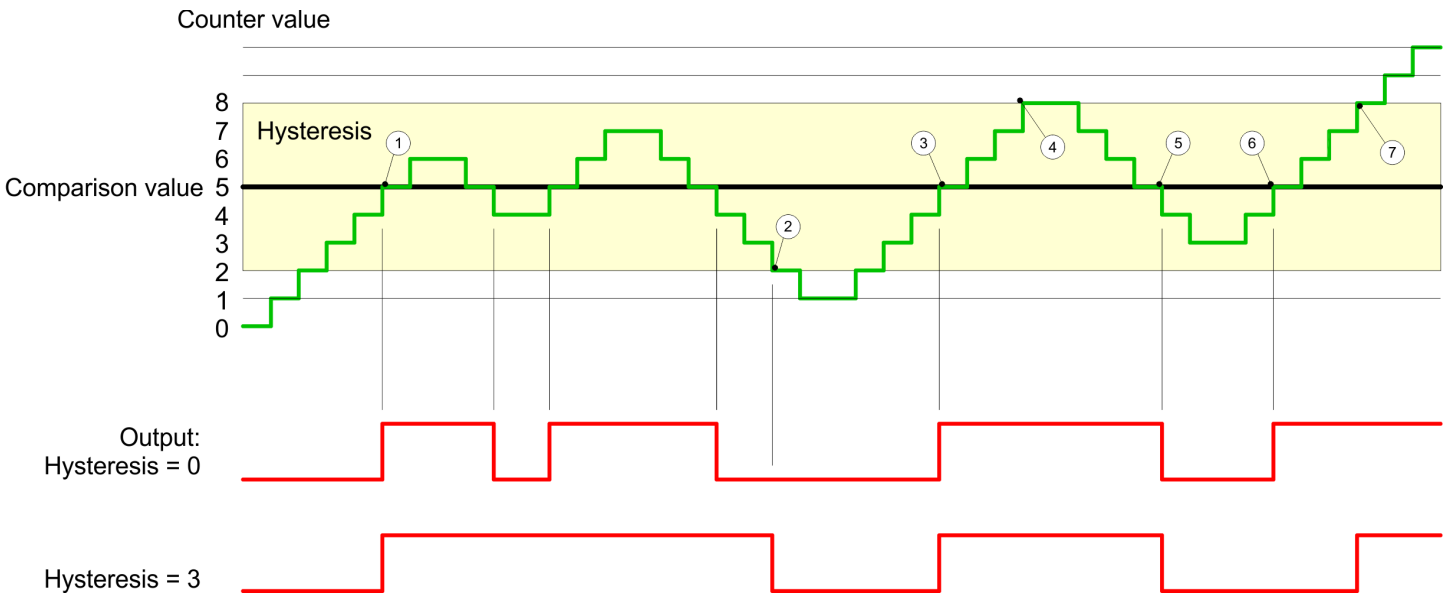 Counter value
8
7
Hysteresis
1
3
4
5
6
7
6
Comparison value 5
4
3
2
2
1
0
Output:
Hysteresis = 0
Hysteresis = 3